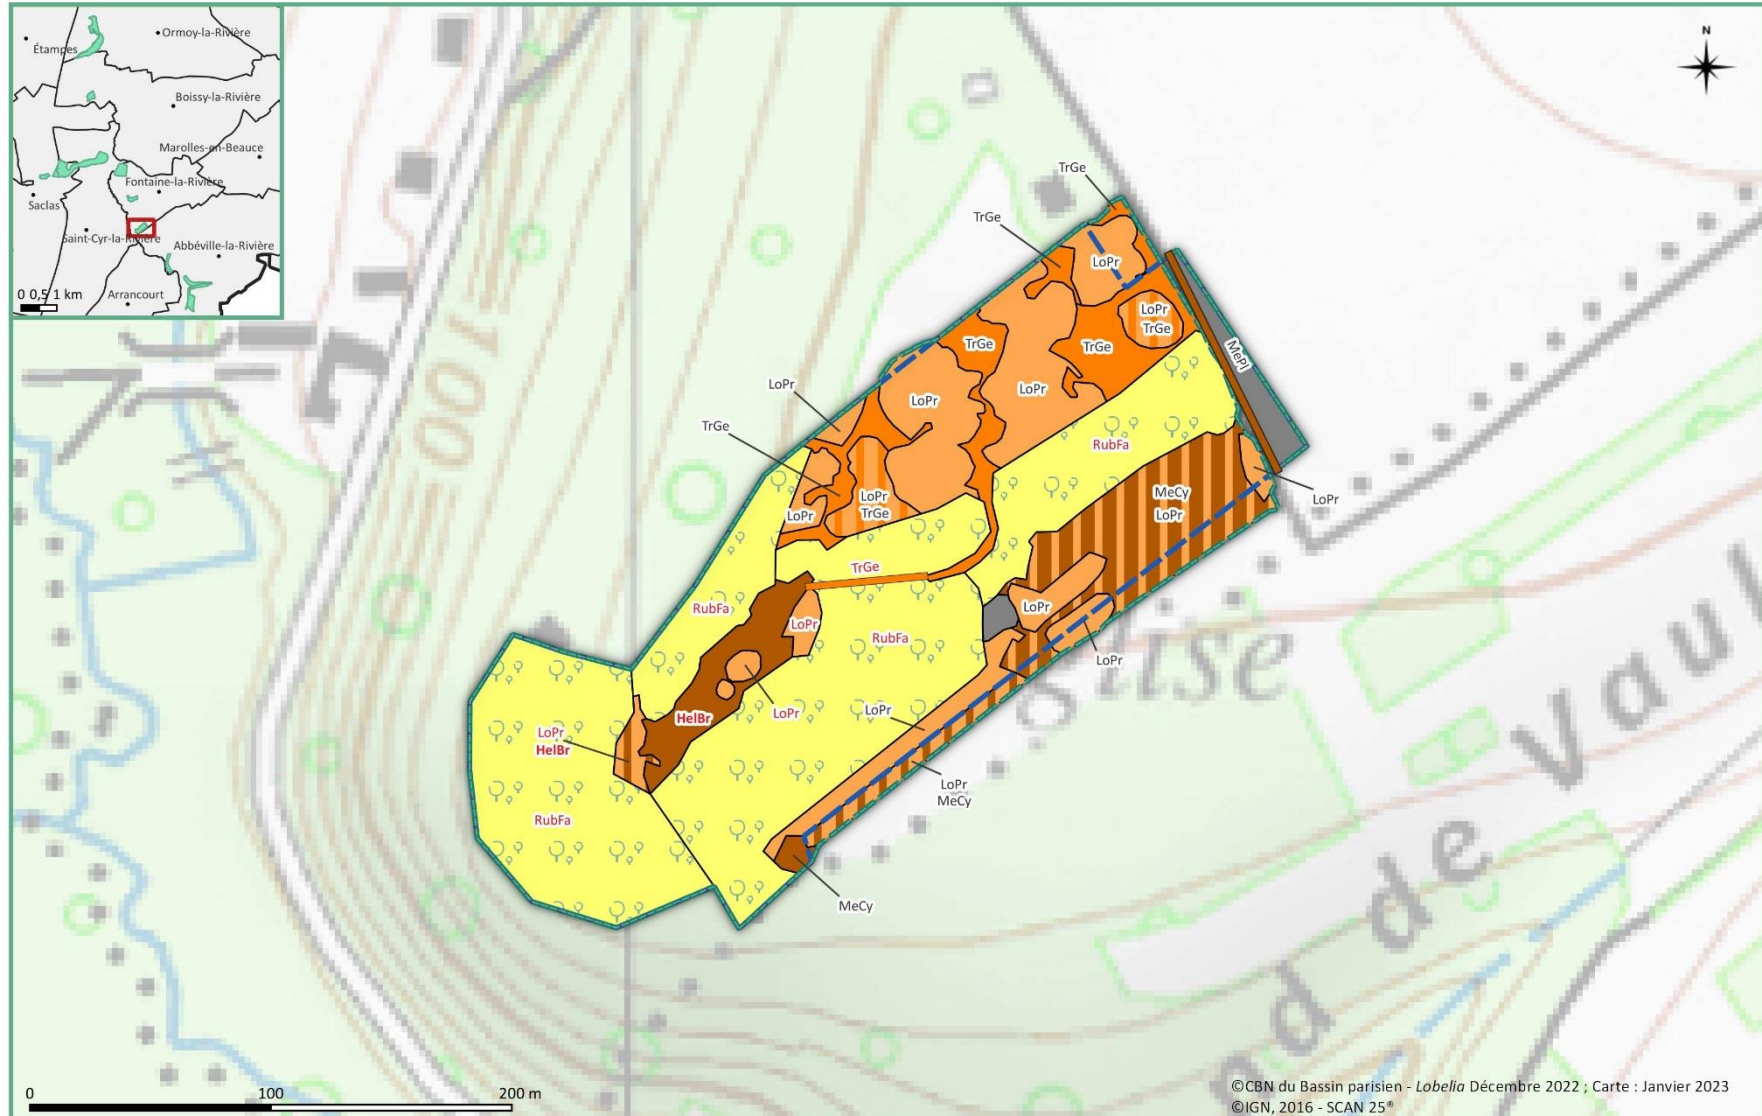 Étampes
Ormoy-la-Rivière
Boissy-la-Rivière
Marolles-en-Beauce
Fontaine-la-Rivière
Saclas
Saint-Cyr-la-Rivière
Abbéville-la-Rivière
Arrancourt
0 0,5 1 km
N
100
TrGe
TrGe
LoPr
LoPr
TrGe
TrGe
TrGe
MePl
LoPr
LoPr
LoPr
TrGe
RubFa
LoPr
TrGe
LoPr
MeCy
LoPr
LoPr
TrGe
RubFa
LoPr
LoPr
RubFa
LoPr
LoPr
HelBr
LoPr
LoPr
HelBr
LoPr
MeCy
RubFa
MeCy
0 100 200 m
©CBN du Bassin parisien - Lobelia Décembre 2022 ; Carte : Janvier 2023
©IGN, 2016 - SCAN 25®